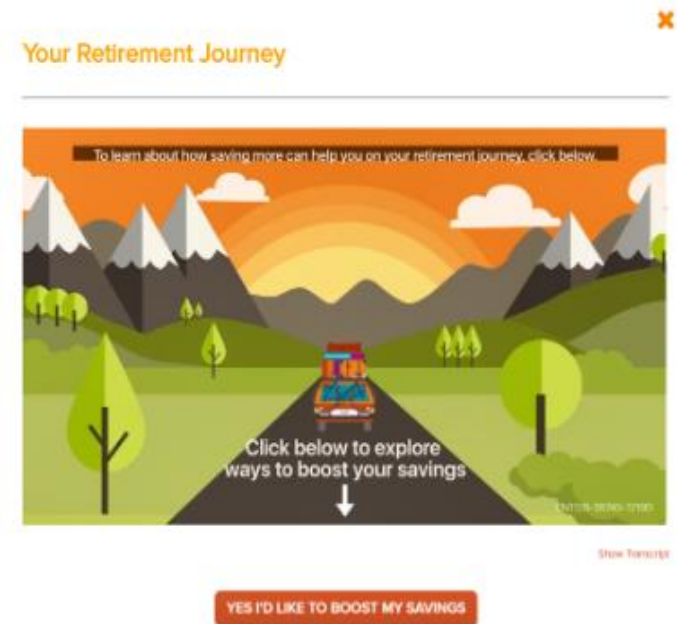 Your Retirement Journey
To learn about how saving more can help you on your retirement journey, click below.
Click below to explore
ways to boost your savings
Show Transcript
YES I'D LIKE TO BOOST MY SAVINGS